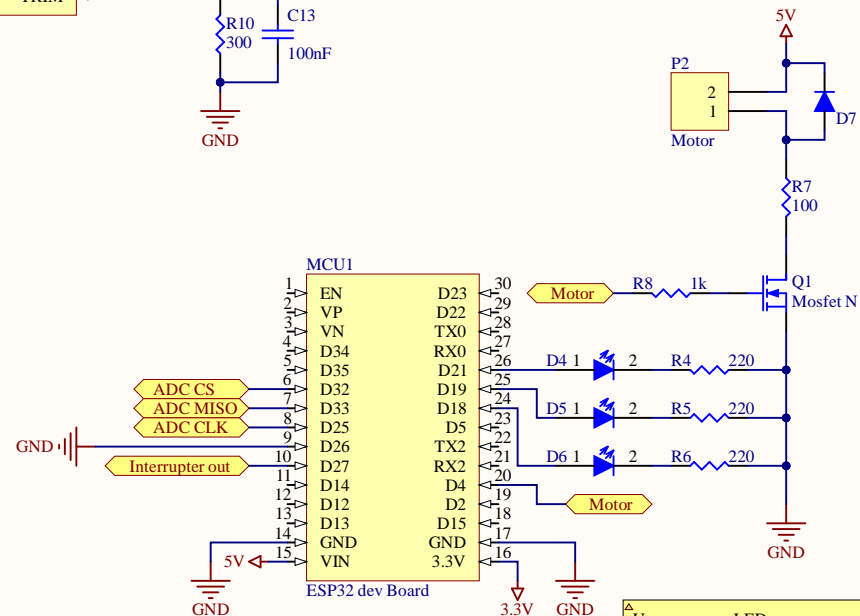 R10
300
C13
100nF
GND
5V
P2
2
1
Motor
D7
R7
100
MCU1
1 EN D23 30
2 VP D22 29
3 VN TX0 28
4 D34 RX0 27
5 D35 D21 26
6 D32 D19 25
7 D33 D18 24
8 D25 D5 23
9 D26 TX2 22
10 D27 RX2 21
11 D14 D4 20
12 D12 D2 19
13 D13 D15 18
14 GND GND 17
15 VIN 3.3V 16
ESP32 dev Board
ADC CS
ADC MISO
ADC CLK
GND
Interrupter out
5V
GND
3.3V
GND
Motor
R8 1k
Q1
Mosfet N
D4 1 2 R4 220
D5 1 2 R5 220
D6 1 2 R6 220
Motor
GND